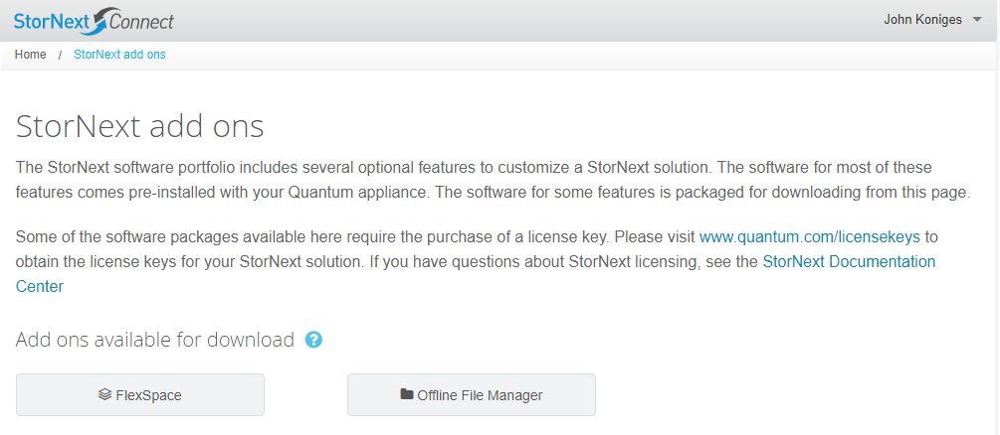 StorNext Connect
John Koniges
Home / StorNext add ons
StorNext add ons
The StorNext software portfolio includes several optional features to customize a StorNext solution. The software for most of these
features comes pre-installed with your Quantum appliance. The software for some features is packaged for downloading from this page.
Some of the software packages available here require the purchase of a license key. Please visit www.quantum.com/licensekeys to
obtain the license keys for your StorNext solution. If you have questions about StorNext licensing, see the StorNext Documentation
Center
Add ons available for download ?
FlexSpace
Offline File Manager